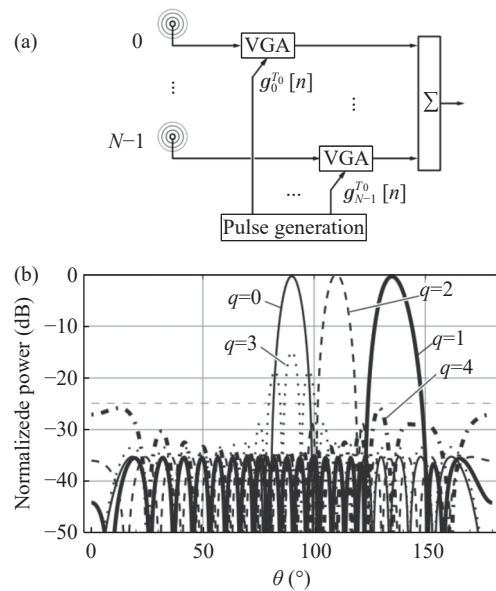 (a)
0
VGA
g_0^{T_0}[n]
⋮
⋮
Σ
N−1
VGA
...
g_{N−1}^{T_0}[n]
Pulse generation
(b)
0
−10
−20
−30
−40
−50
Normalizede power (dB)
q=0
q=2
q=3
q=1
q=4
0
50
100
150
θ (°)